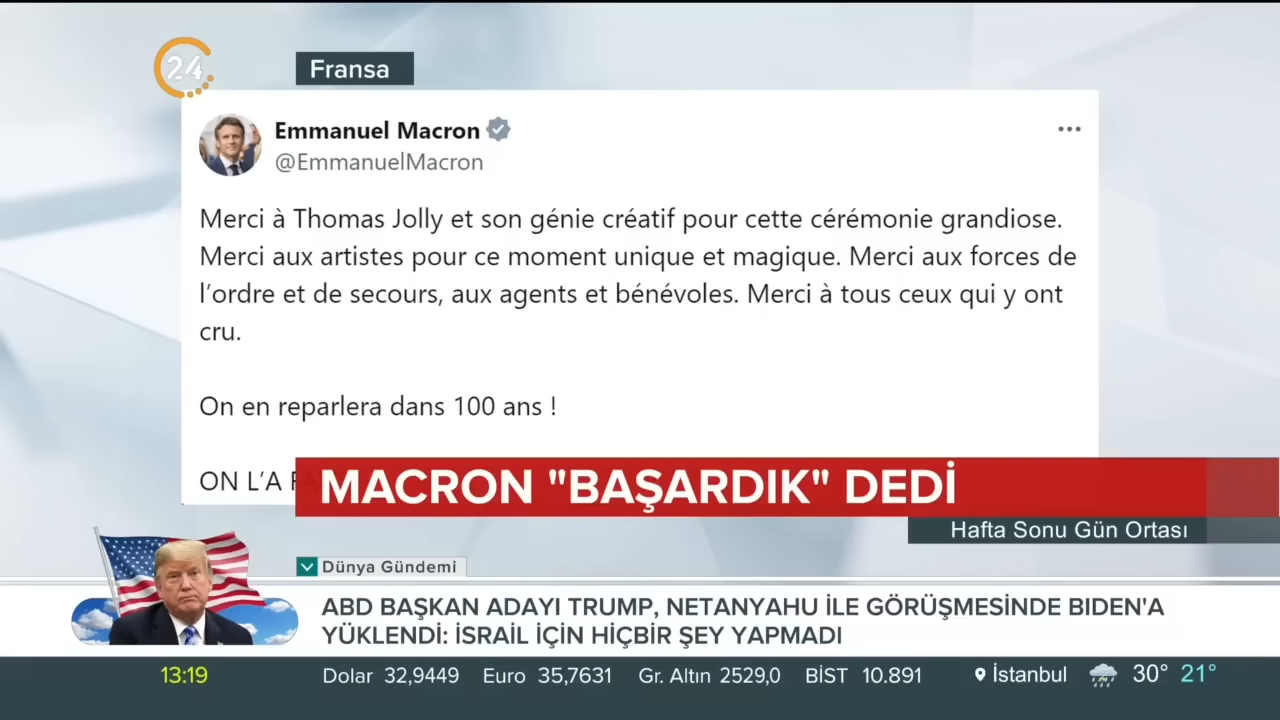 24
Fransa
Emmanuel Macron
@EmmanuelMacron
Merci à Thomas Jolly et son génie créatif pour cette cérémonie grandiose.
Merci aux artistes pour ce moment unique et magique. Merci aux forces de
l’ordre et de secours, aux agents et bénévoles. Merci à tous ceux qui y ont
cru.
On en reparlera dans 100 ans !
ON L’A
MACRON "BAŞARDIK" DEDİ
Hafta Sonu Gün Ortası
Dünya Gündemi
ABD BAŞKAN ADAYI TRUMP, NETANYAHU İLE GÖRÜŞMESİNDE BIDEN'A
YÜKLENDİ: İSRAİL İÇİN HİÇBİR ŞEY YAPMADI
13:19 Dolar 32,9449 Euro 35,7631 Gr. Altın 2529,0 BİST 10.891 İstanbul 30° 21°